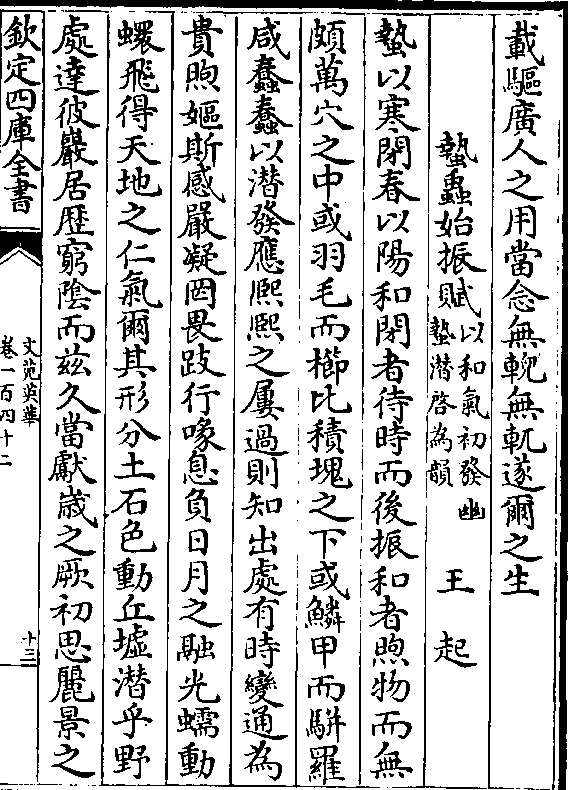 載驅廣人之用當念無輗無軏遂爾之生
蟄蟲始振賦以和氣初發幽蟄潛啓為韻 王起
蟄以寒閉春以陽和閉者待時而後振和者煦物而無
頗萬穴之中或羽毛而櫛比積塊之下或鱗甲而駢羅
咸蠢蠢以潜發應熈熈之屢過則知出處有時變通為
貴煦嫗斯感嚴凝罔畏跂行喙息負日月之融光蠕動
蠉飛得天地之仁氣爾其形分土石色動丘墟潜乎野
處達彼巖居歴窮陰而兹久當獻歳之厥初思麗景之
欽定四庫全書
文苑英華
卷一百四十二
十三